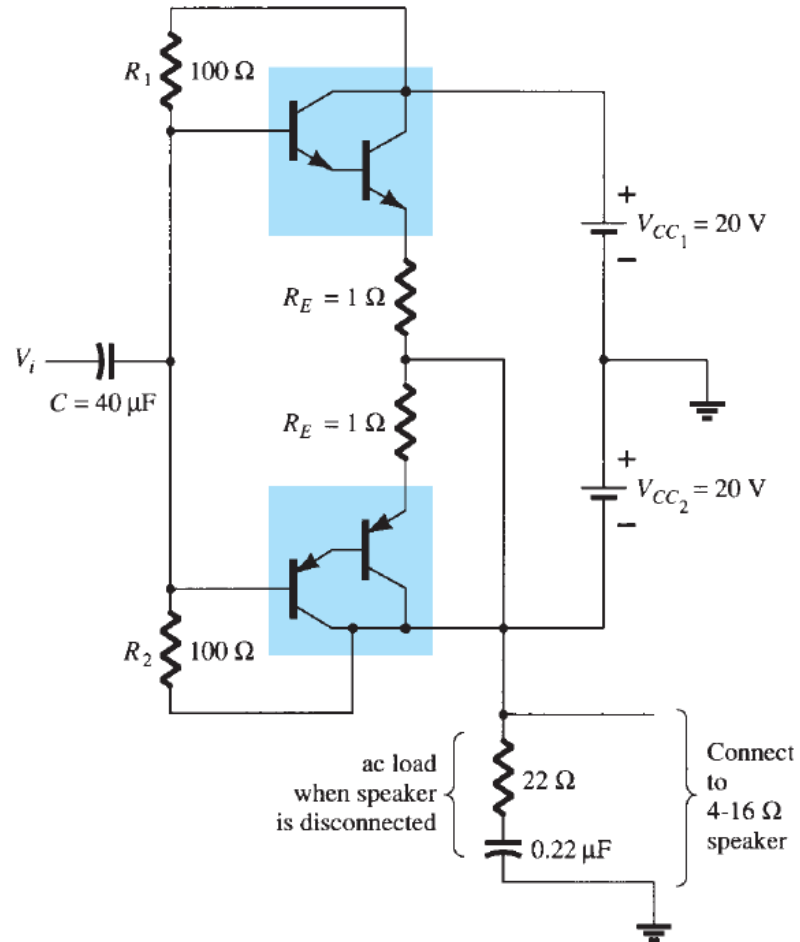 R1 100 Ω
+
VCC1 = 20 V
−
RE = 1 Ω
Vi
C = 40 µF
RE = 1 Ω
+
VCC2 = 20 V
−
R2 100 Ω
ac load
when speaker
is disconnected
22 Ω
0.22 µF
Connect
to
4-16 Ω
speaker